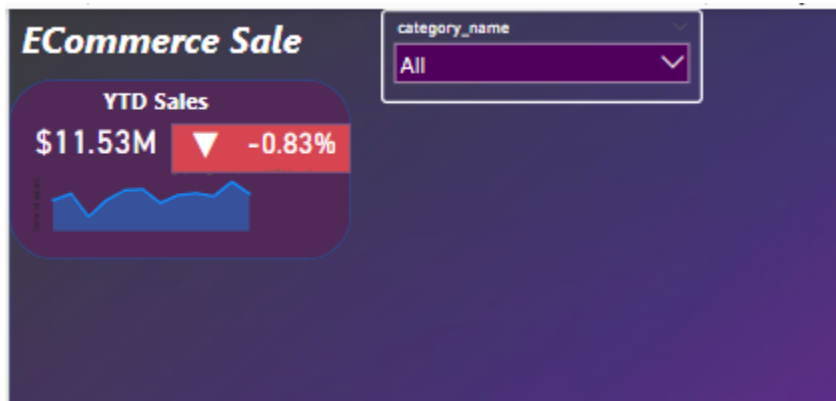 ECommerce Sale
category_name
All
YTD Sales
$11.53M ▼ -0.83%